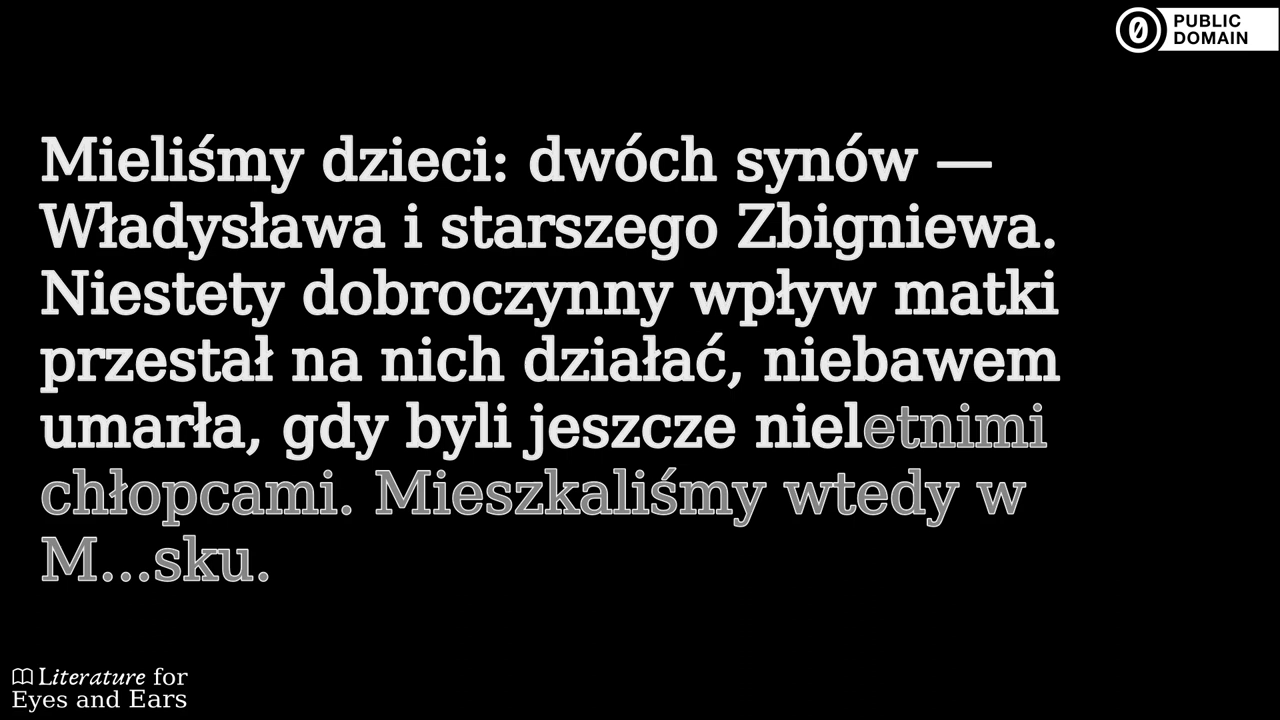 PUBLIC
DOMAIN
Mieliśmy dzieci: dwóch synów —
Władysława i starszego Zbigniewa.
Niestety dobroczynny wpływ matki
przestał na nich działać, niebawem
umarła, gdy byli jeszcze nieletnimi
chłopcami. Mieszkaliśmy wtedy w
M...sku.
Literature for
Eyes and Ears